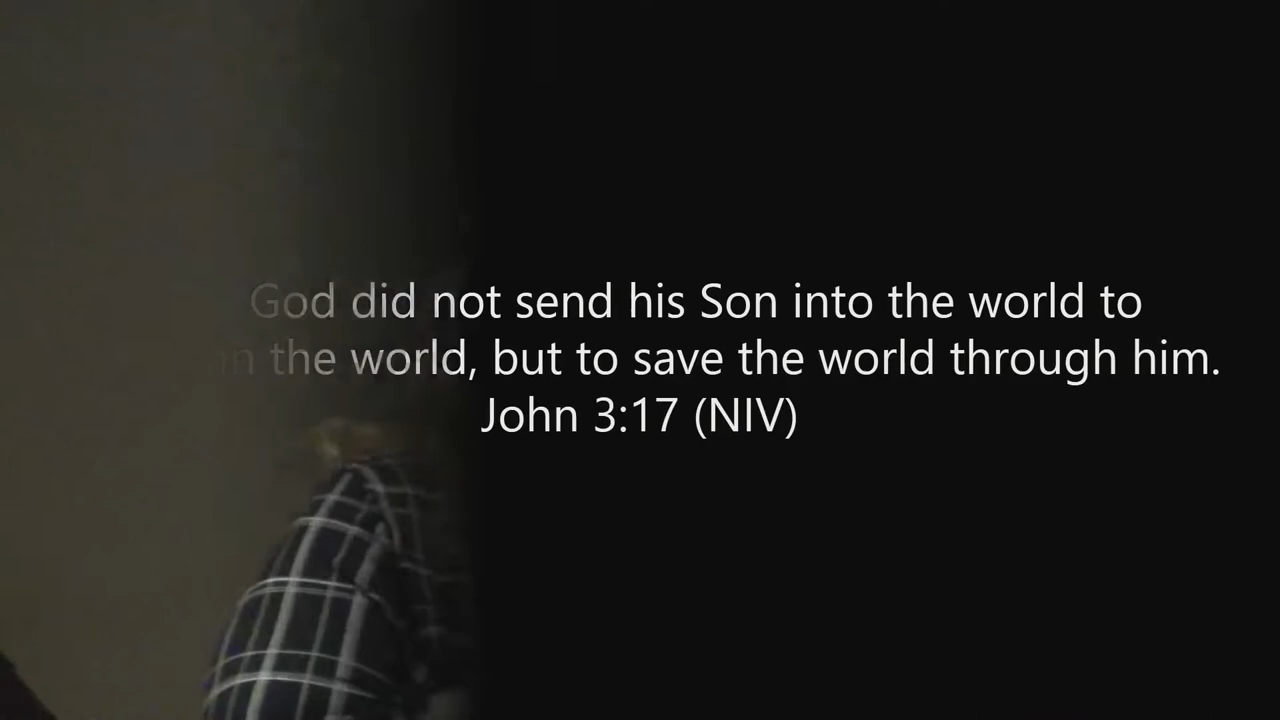 God did not send his Son into the world to
the world, but to save the world through him.
John 3:17 (NIV)